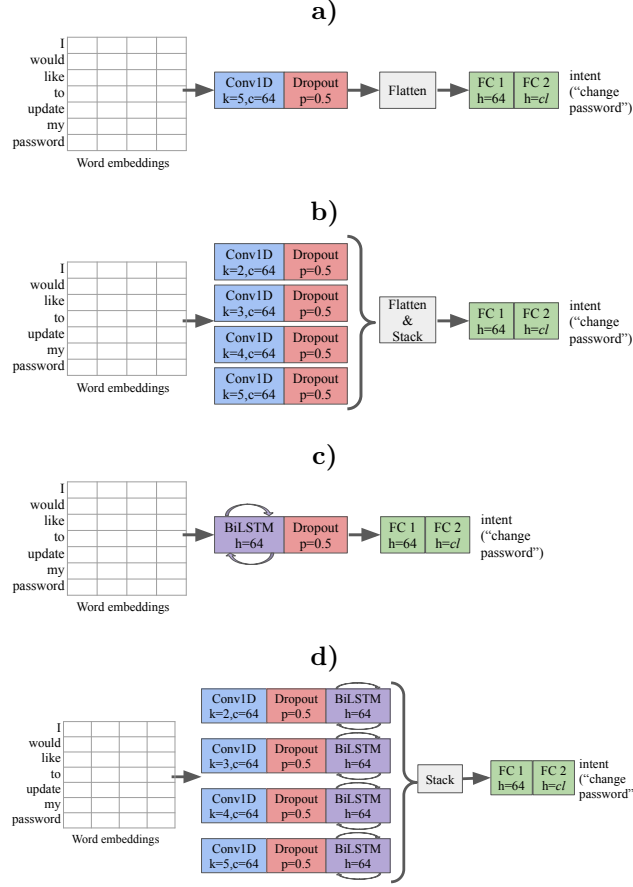 a)
I
would
like
to
update
my
password
Word embeddings
Conv1D
k=5,c=64
Dropout
p=0.5
Flatten
FC 1
h=64
FC 2
h=cl
intent
(“change
password”)
b)
I
would
like
to
update
my
password
Word embeddings
Conv1D
k=2,c=64
Dropout
p=0.5
Conv1D
k=3,c=64
Dropout
p=0.5
Conv1D
k=4,c=64
Dropout
p=0.5
Conv1D
k=5,c=64
Dropout
p=0.5
Flatten
&
Stack
FC 1
h=64
FC 2
h=cl
intent
(“change
password”)
c)
I
would
like
to
update
my
password
Word embeddings
BiLSTM
h=64
Dropout
p=0.5
FC 1
h=64
FC 2
h=cl
intent
(“change
password”)
d)
I
would
like
to
update
my
password
Word embeddings
Conv1D
k=2,c=64
Dropout
p=0.5
BiLSTM
h=64
Conv1D
k=3,c=64
Dropout
p=0.5
BiLSTM
h=64
Conv1D
k=4,c=64
Dropout
p=0.5
BiLSTM
h=64
Conv1D
k=5,c=64
Dropout
p=0.5
BiLSTM
h=64
Stack
FC 1
h=64
FC 2
h=cl
intent
(“change
password”)